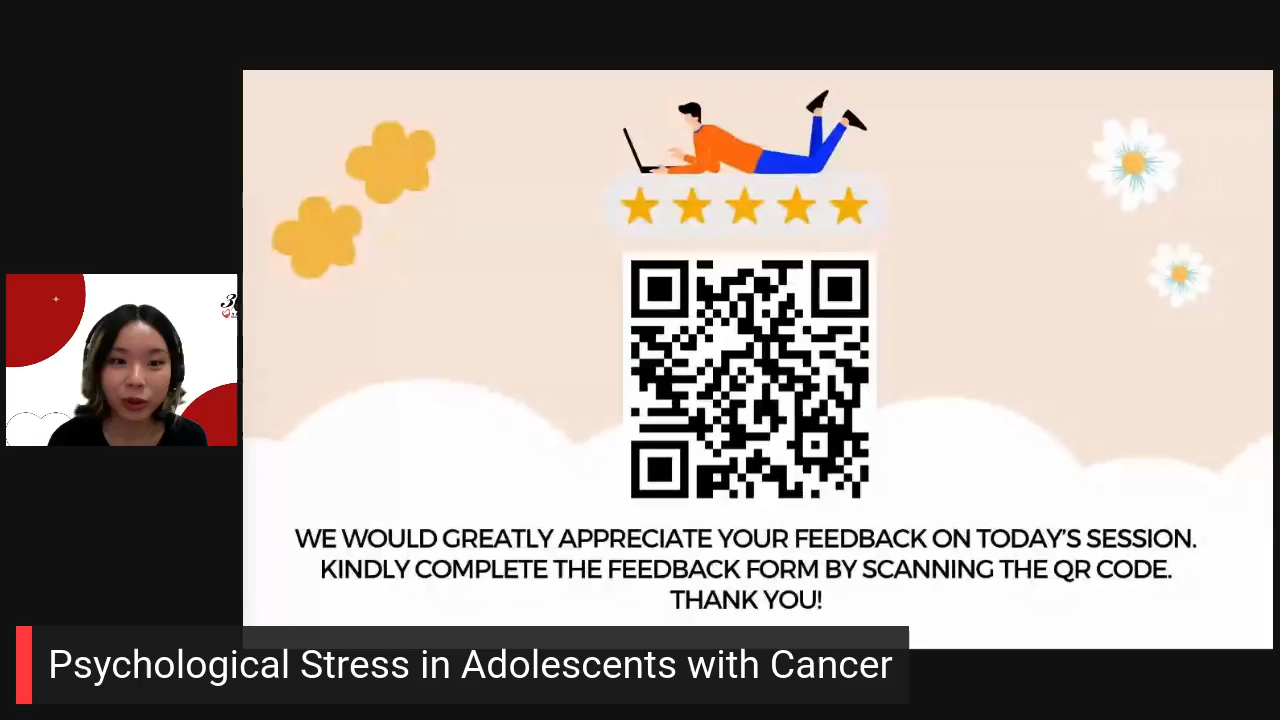 WE WOULD GREATLY APPRECIATE YOUR FEEDBACK ON TODAY'S SESSION.
KINDLY COMPLETE THE FEEDBACK FORM BY SCANNING THE QR CODE.
THANK YOU!
Psychological Stress in Adolescents with Cancer